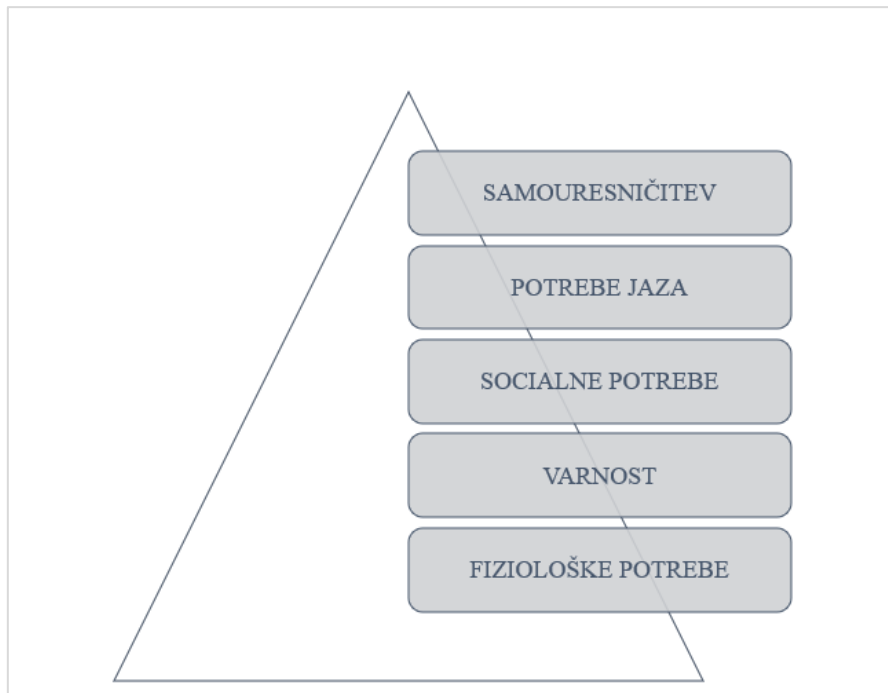 SAMOURESNIČITEV
POTREBE JAZA
SOCIALNE POTREBE
VARNOST
FIZIOLOŠKE POTREBE